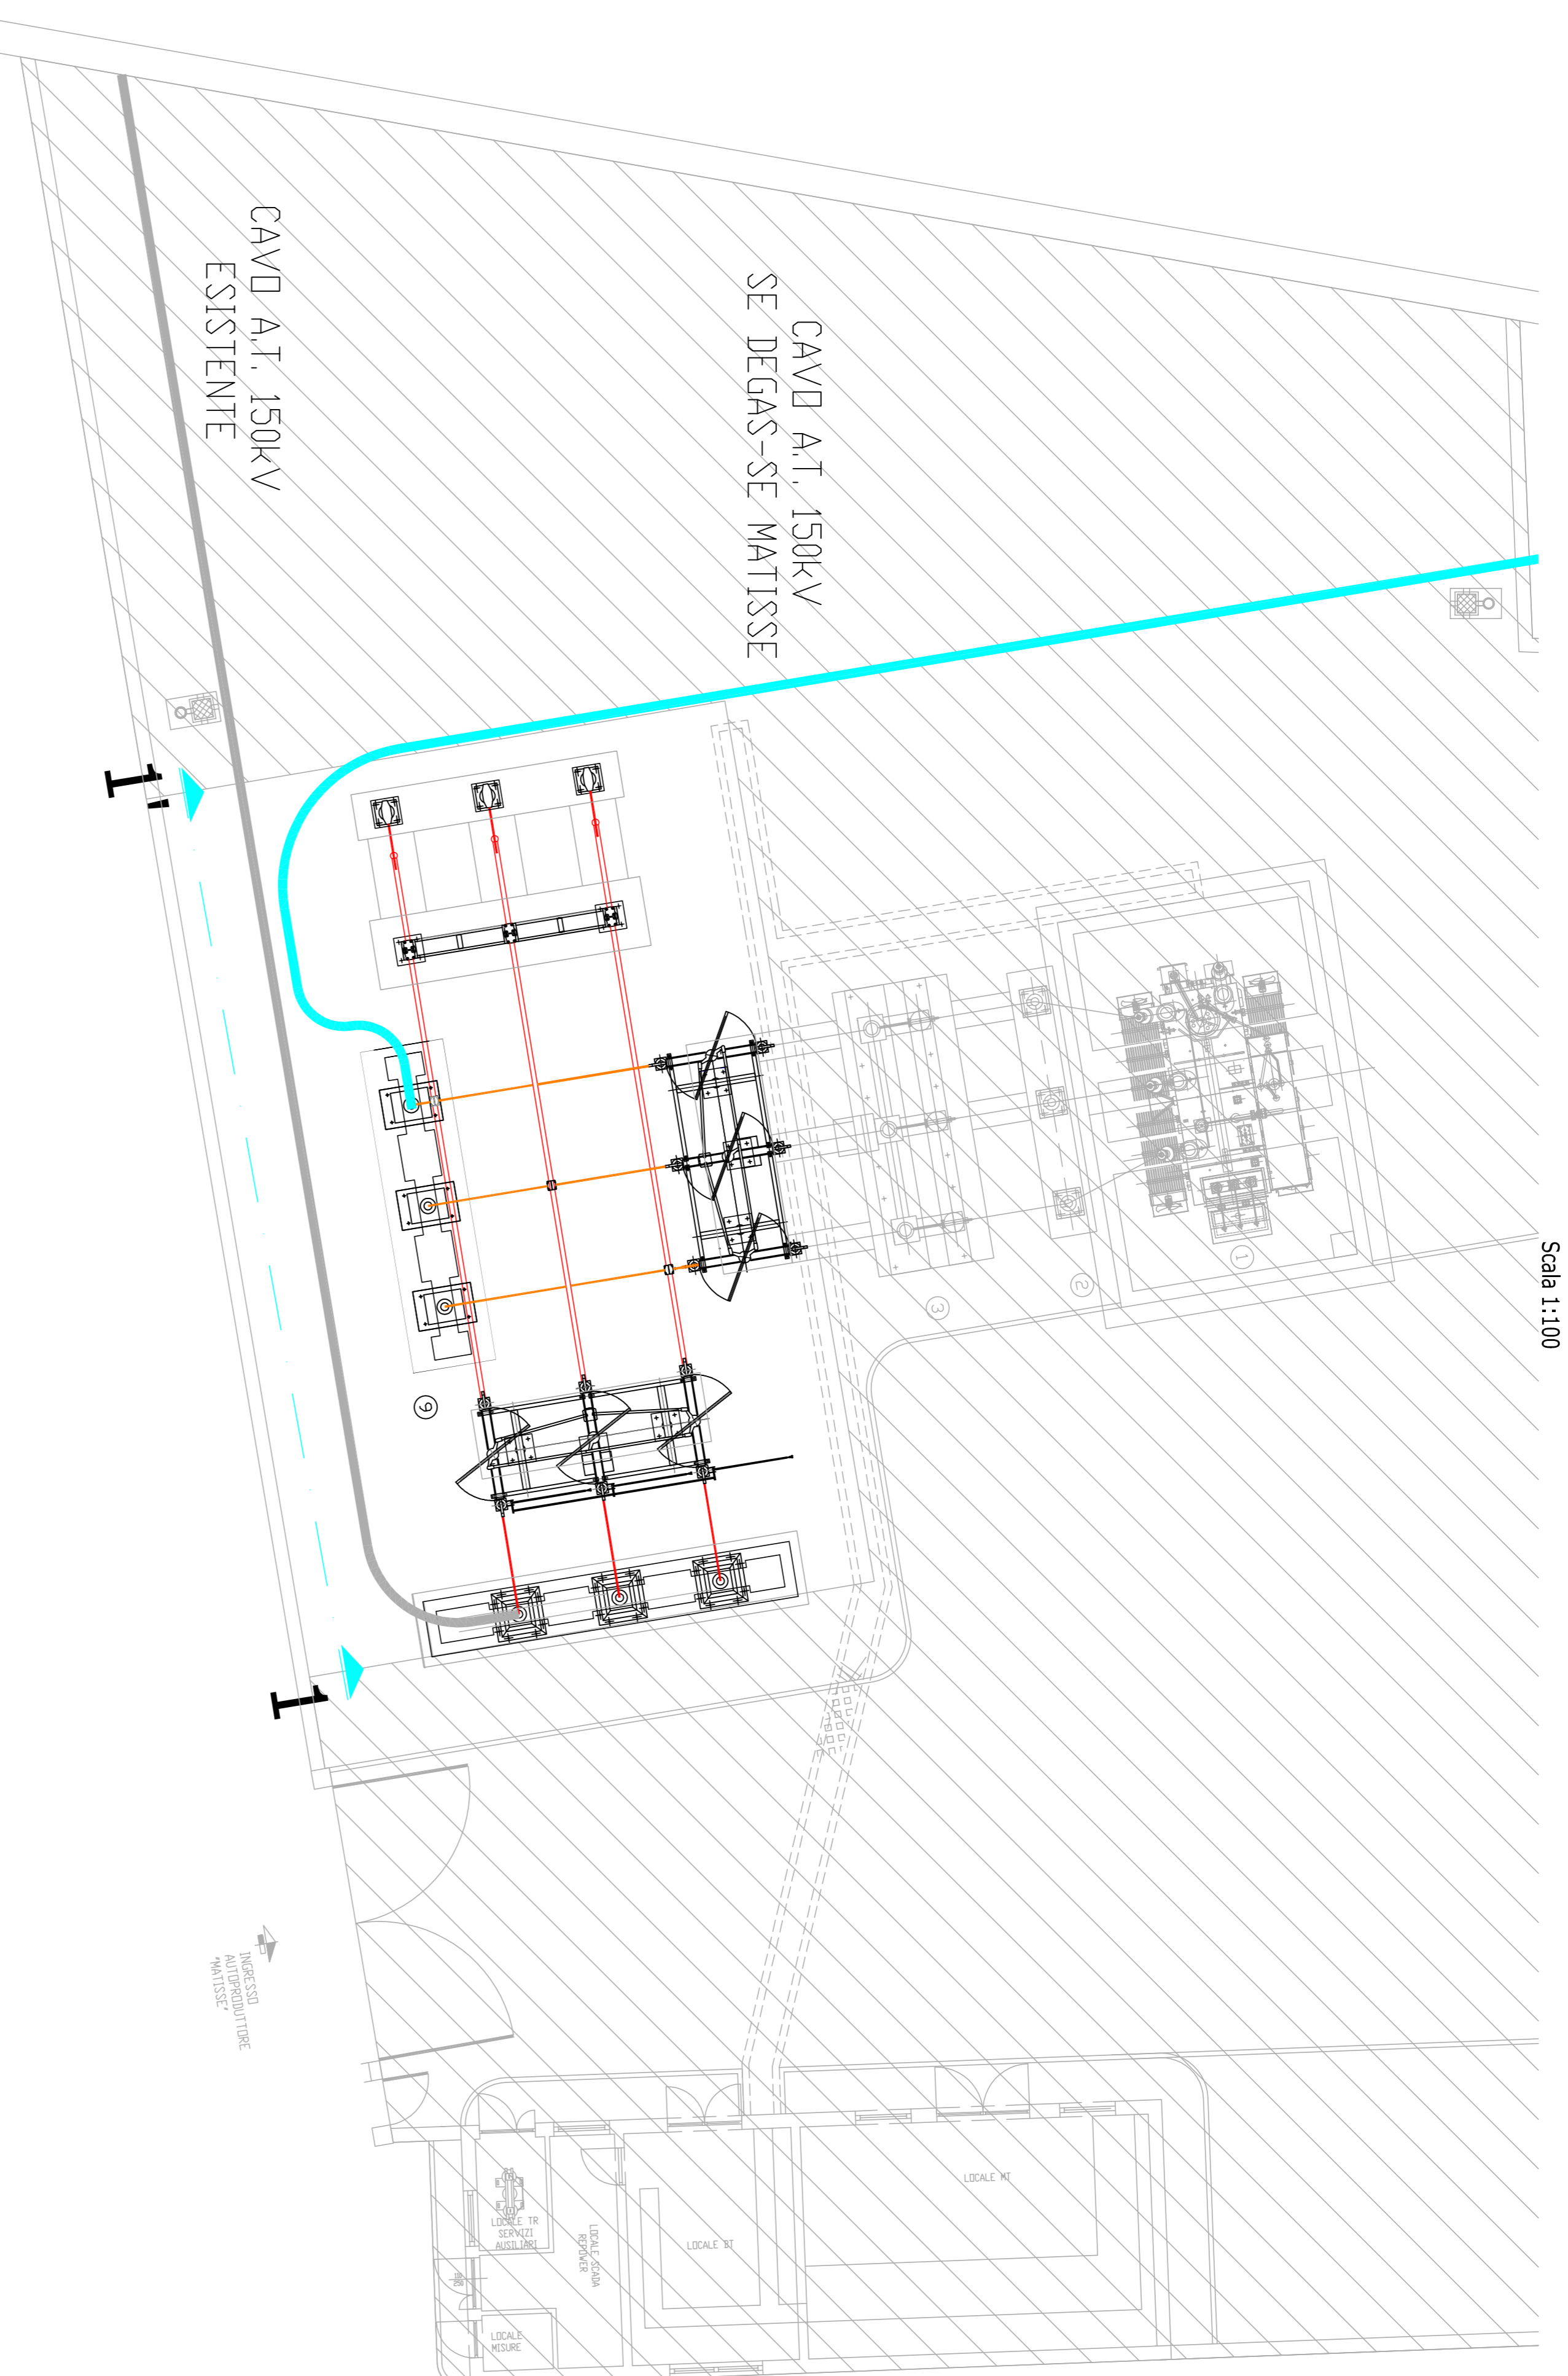 Scala 1:100
CAVO A.T. 150kV
SE DEGAS-SE MATISSE
CAVO A.T. 150kV
ESISTENTE
1
2
3
9
1
1
INGRESSO
AUTOPRODUTTORE
"MATISSE"
LOCALE MT
LOCALE BT
LOCALE SCADA
REPOWER
LOCALE TR
SERVIZI
AUSILIARI
LOCALE
MISURE